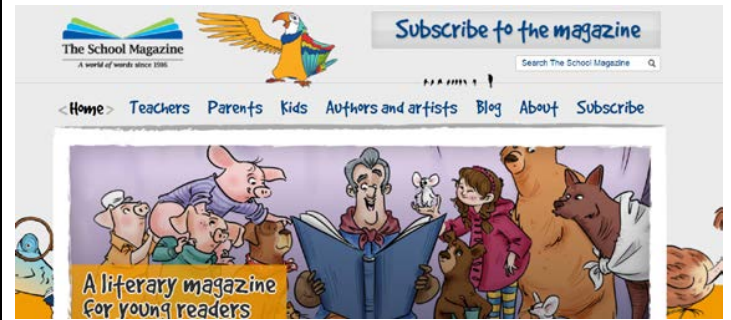 Subscribe to the magazine
The School Magazine
A world of words since 1916
Search The School Magazine
<Home> Teachers Parents Kids Authors and artists Blog About Subscribe
A literary magazine
for young readers